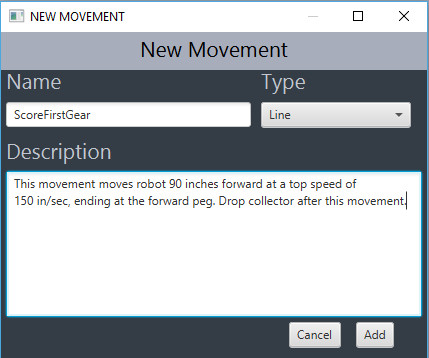 NEW MOVEMENT
New Movement
Name Type
ScoreFirstGear Line
Description
This movement moves robot 90 inches forward at a top speed of
150 in/sec, ending at the forward peg. Drop collector after this movement.
Cancel Add